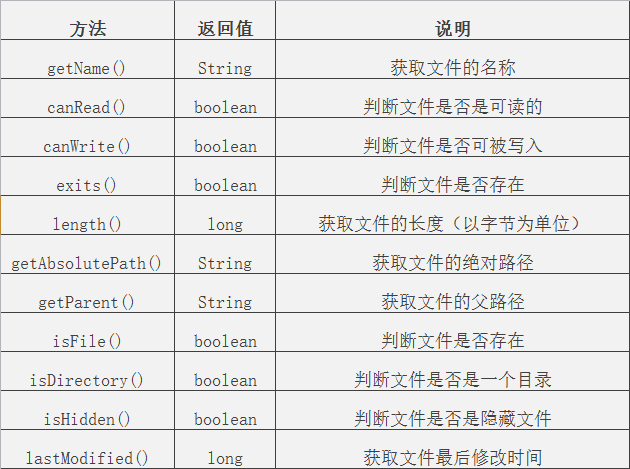 方法 返回值 说明
getName() String 获取文件的名称
canRead() boolean 判断文件是否是可读的
canWrite() boolean 判断文件是否可被写入
exits() boolean 判断文件是否存在
length() long 获取文件的长度（以字节为单位）
getAbsolutePath() String 获取文件的绝对路径
getParent() String 获取文件的父路径
isFile() boolean 判断文件是否存在
isDirectory() boolean 判断文件是否是一个目录
isHidden() boolean 判断文件是否是隐藏文件
lastModified() long 获取文件最后修改时间